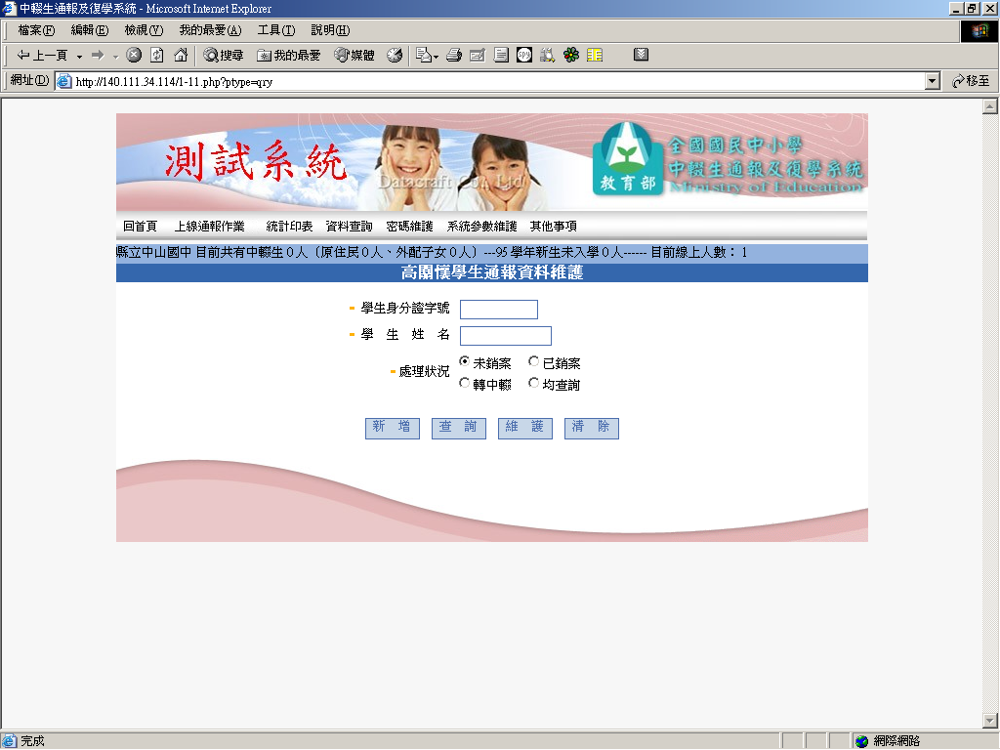 中輟生通報及復學系統 - Microsoft Internet Explorer
檔案(F) 編輯(E) 檢視(V) 我的最愛(A) 工具(T) 說明(H)
上一頁 搜尋 我的最愛 媒體
網址(D) http://140.111.34.114/1-11.php?ptype=qry 移至
測試系統
Datacraft Co., Ltd
教育部
全國國民中小學
中輟生通報及復學系統
Ministry of Education
回首頁 上線通報作業 統計印表 資料查詢 密碼維護 系統參數維護 其他事項
縣立中山國中 目前共有中輟生 0 人〔原住民 0 人、外配子女 0 人〕---95 學年新生未入學 0 人------ 目前線上人數： 1
高關懷學生通報資料維護
學生身分證字號
學 生 姓 名
處理狀況 未銷案 已銷案
轉中輟 均查詢
新 增 查 詢 維 護 清 除
完成 網際網路